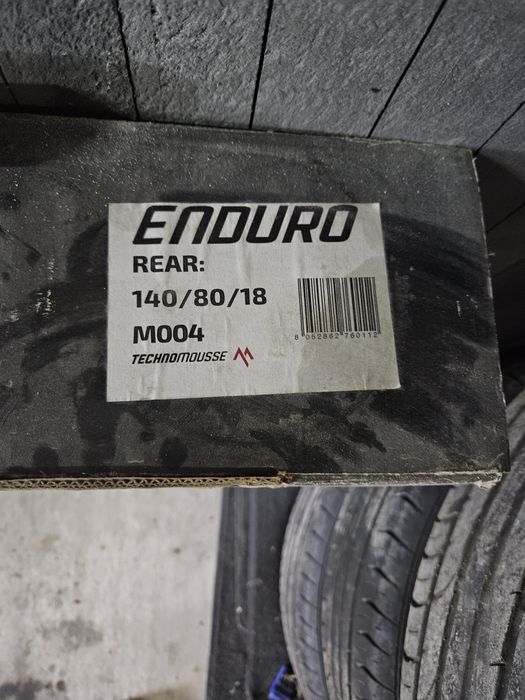 ENDURO
REAR:
140/80/18
M004
TECHNOMOUSSE
8 052862 760112